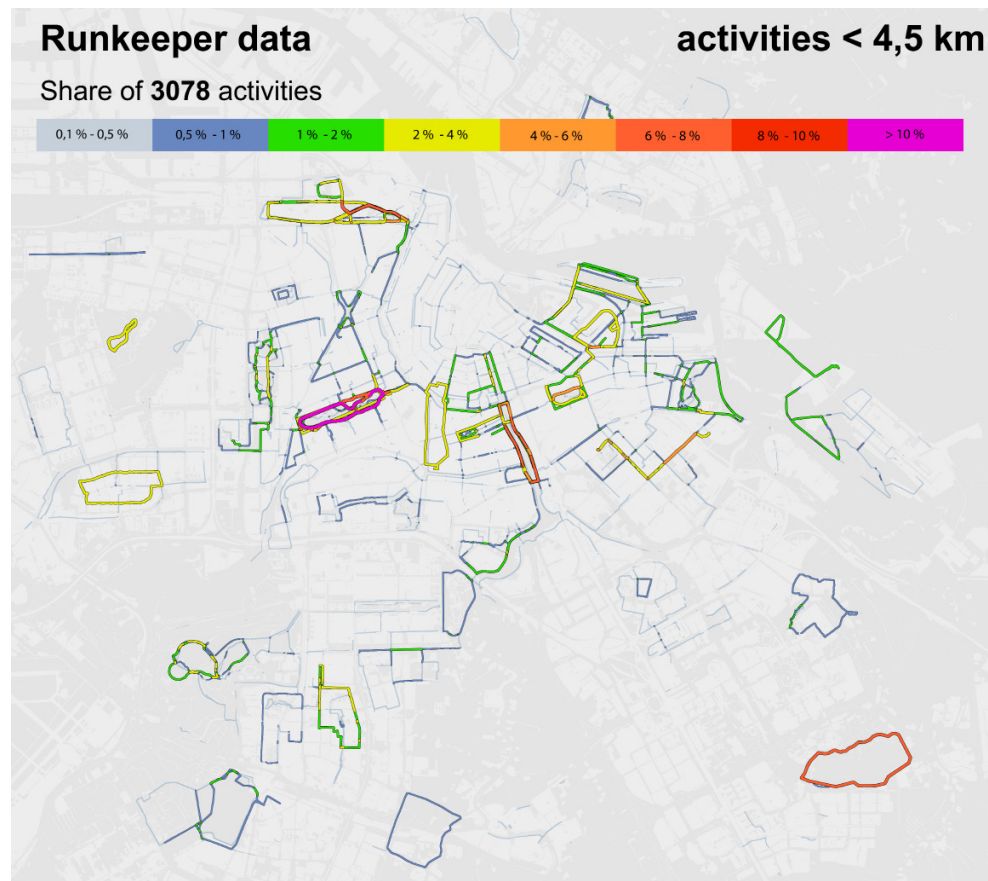 Runkeeper data
activities < 4,5 km
Share of 3078 activities
0,1 % - 0,5 %
0,5 % - 1 %
1 % - 2 %
2 % - 4 %
4 % - 6 %
6 % - 8 %
8 % - 10 %
> 10 %